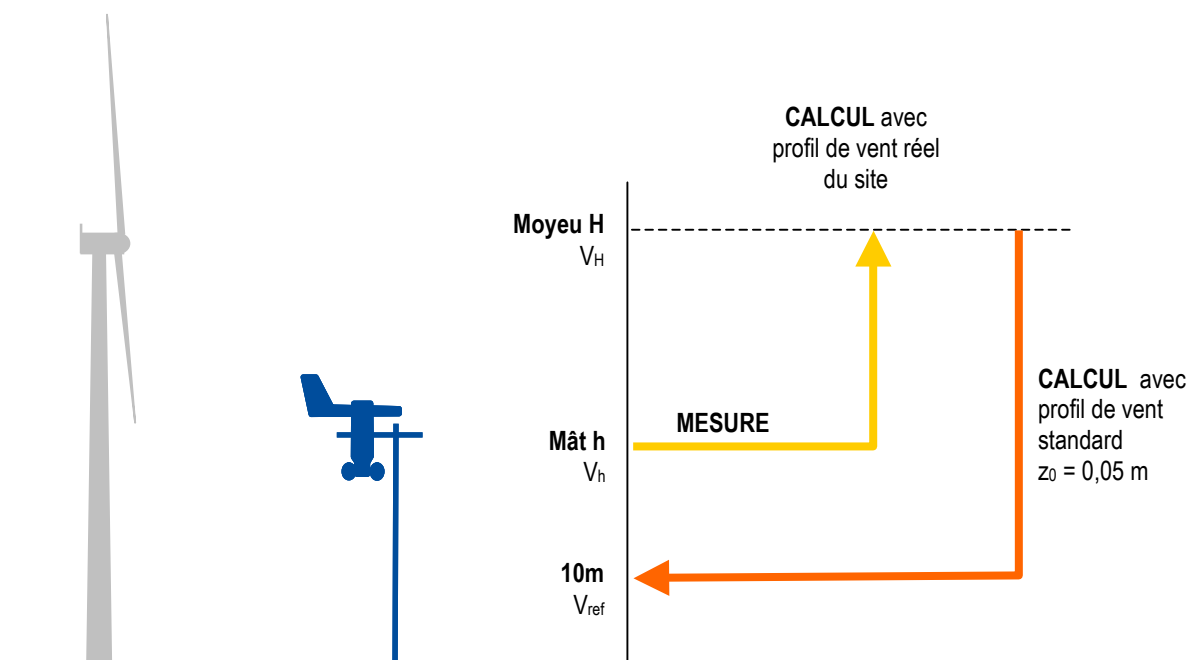 CALCUL avec
profil de vent réel
du site
Moyeu H
VH
MESURE
Mât h
Vh
CALCUL avec
profil de vent
standard
z0 = 0,05 m
10m
Vref